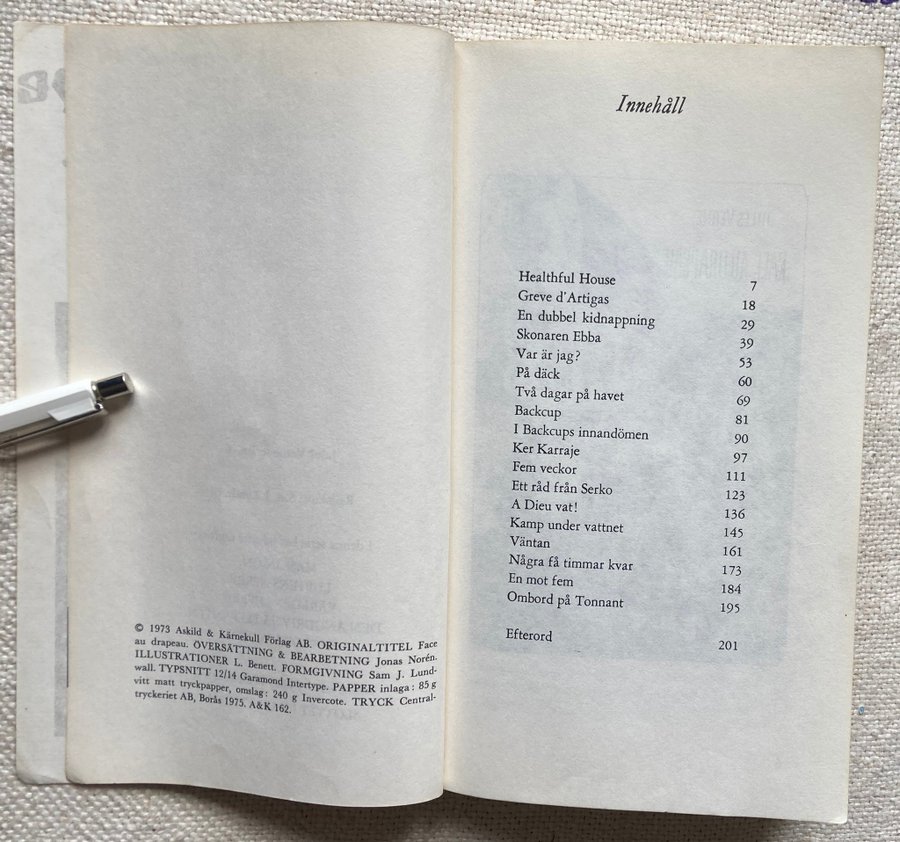 © 1973 Askild & Kärnekull Förlag AB. ORIGINALTITEL Face
au drapeau. ÖVERSÄTTNING & BEARBETNING Jonas Norén.
ILLUSTRATIONER L. Benett. FORMGIVNING Sam J. Lund-
wall. TYPSNITT 12/14 Garamond Intertype. PAPPER inlaga: 85 g
vitt matt tryckpapper, omslag: 240 g Invercote. TRYCK Central-
tryckeriet AB, Borås 1975. A&K 162.
Innehåll
Healthful House 7
Greve d'Artigas 18
En dubbel kidnappning 29
Skonaren Ebba 39
Var är jag? 53
På däck 60
Två dagar på havet 69
Backcup 81
I Backcups innandömen 90
Ker Karraje 97
Fem veckor 111
Ett råd från Serko 123
A Dieu vat! 136
Kamp under vattnet 145
Väntan 161
Några få timmar kvar 173
En mot fem 184
Ombord på Tonnant 195
Efterord 201